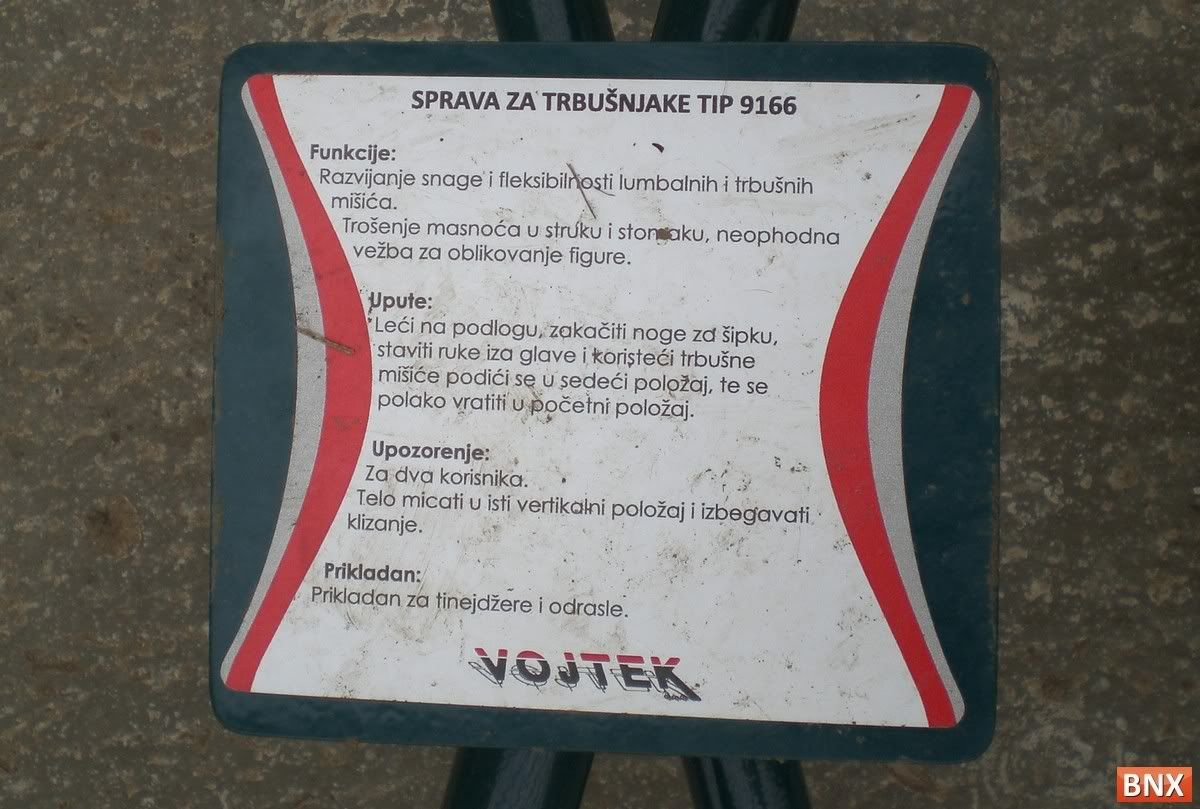 SPRAVA ZA TRBUŠNJAKE TIP 9166
Funkcije:
Razvijanje snage i fleksibilnosti lumbalnih i trbušnih
mišića.
Trošenje masnoća u struku i stomaku, neophodna
vežba za oblikovanje figure.
Upute:
Leći na podlogu, zakačiti noge za šipku,
staviti ruke iza glave i koristeći trbušne
mišiće podići se u sedeći položaj, te se
polako vratiti u početni položaj.
Upozorenje:
Za dva korisnika.
Telo micati u isti vertikalni položaj i izbegavati
klizanje.
Prikladan:
Prikladan za tinejdžere i odrasle.
VOJTEK
d.o.o.
BNX